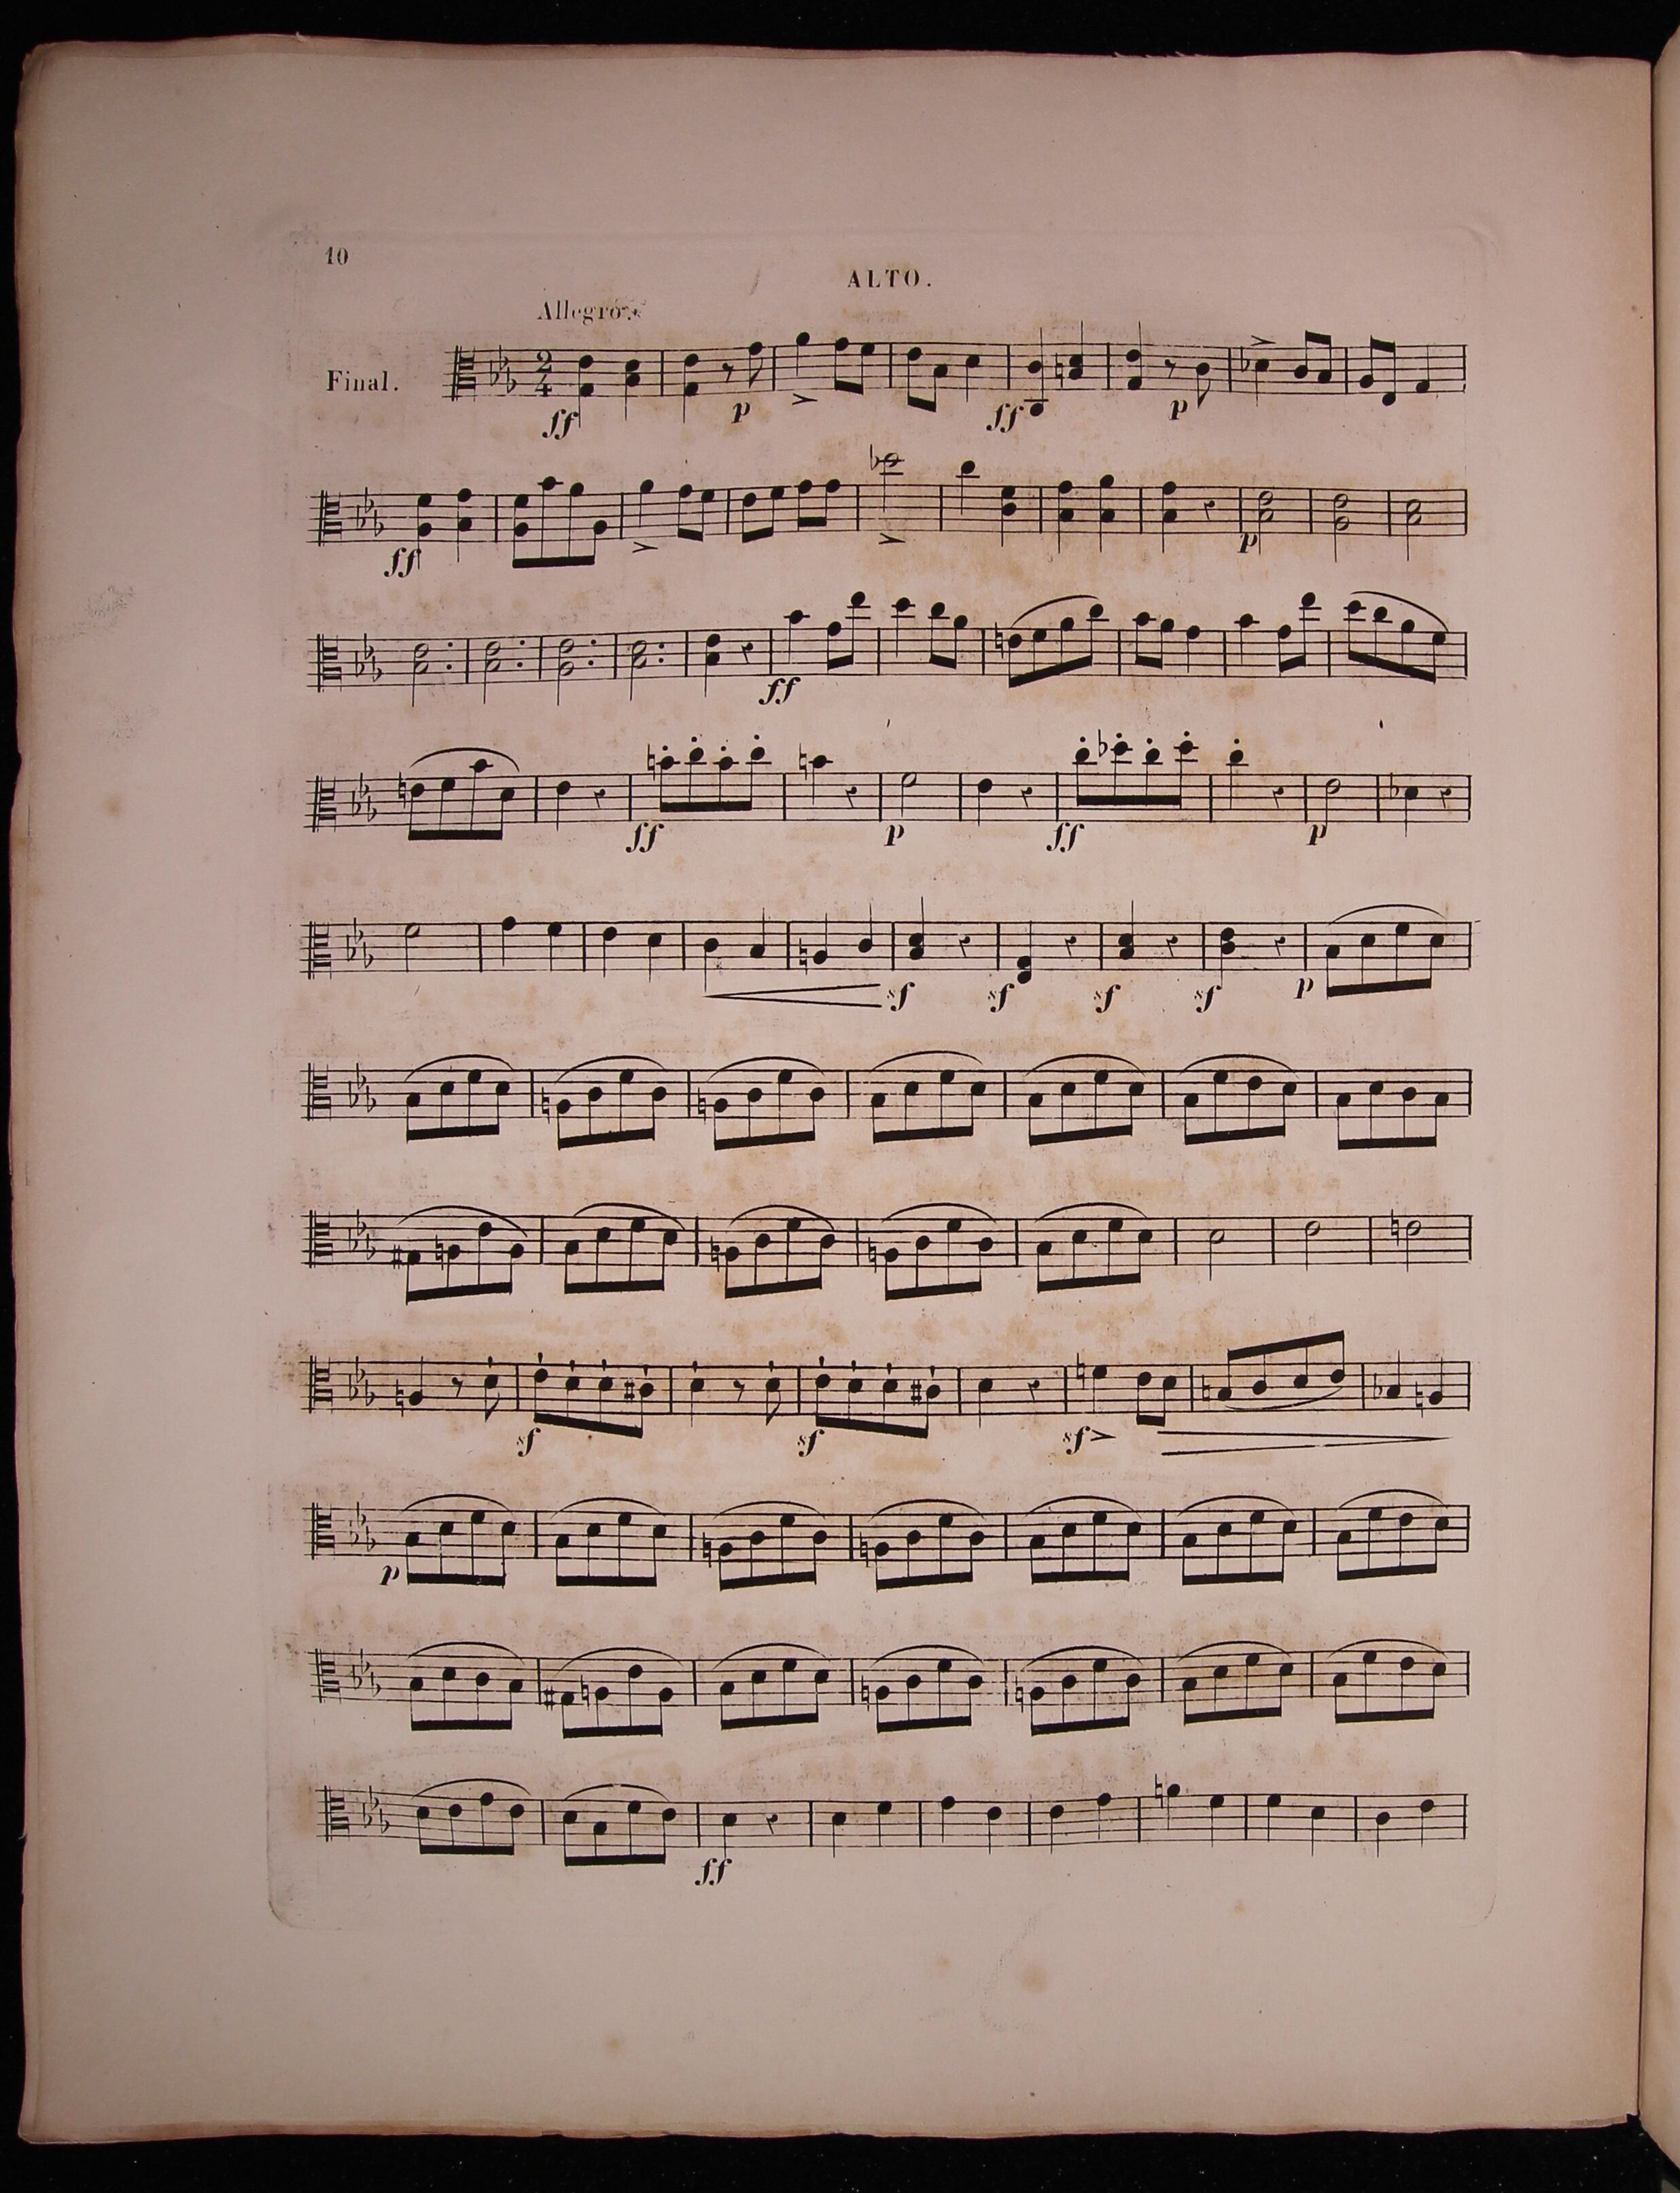 10
ALTO.
Allegro.
Final.
2
4
ff p ff p
ff p
ff
ff p ff p
sf sf sf sf p
sf sf sf
p
ff